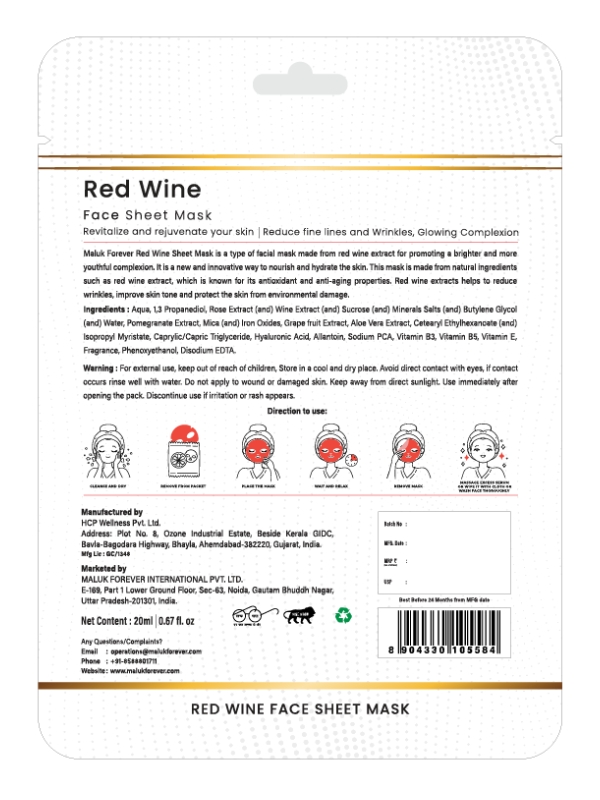 Red Wine
Face Sheet Mask
Revitalize and rejuvenate your skin | Reduce fine lines and Wrinkles, Glowing Complexion
Maluk Forever Red Wine Sheet Mask is a type of facial mask made from red wine extract for promoting a brighter and more
youthful complexion. It is a new and innovative way to nourish and hydrate the skin. This mask is made from natural ingredients
such as red wine extract, which is known for its antioxidant and anti-aging properties. Red wine extracts helps to reduce
wrinkles, improve skin tone and protect the skin from environmental damage.
Ingredients : Aqua, 1,3 Propanediol, Rose Extract (and) Wine Extract (and) Sucrose (and) Minerals Salts (and) Butylene Glycol
(and) Water, Pomegranate Extract, Mica (and) Iron Oxides, Grape fruit Extract, Aloe Vera Extract, Cetearyl Ethylhexanoate (and)
Isopropyl Myristate, Caprylic/Capric Triglyceride, Hyaluronic Acid, Allantoin, Sodium PCA, Vitamin B3, Vitamin B5, Vitamin E,
Fragrance, Phenoxyethanol, Disodium EDTA.
Warning : For external use, keep out of reach of children, Store in a cool and dry place. Avoid direct contact with eyes, if contact
occurs rinse well with water. Do not apply to wound or damaged skin. Keep away from direct sunlight. Use immediately after
opening the pack. Discontinue use if irritation or rash appears.
Direction to use:
CLEANSE AND DRY
REMOVE FROM PACKET
PLACE THE MASK
WAIT AND RELAX
REMOVE MASK
MASSAGE EXCESS SERUM
OR WIPE IT WITH CLOTH OR
WASH FACE THOROUGHLY
Manufactured by
HCP Wellness Pvt. Ltd.
Address: Plot No. 8, Ozone Industrial Estate, Beside Kerala GIDC,
Bavla-Bagodara Highway, Bhayla, Ahemdabad-382220, Gujarat, India.
Mfg Lic : GC/1346
Marketed by
MALUK FOREVER INTERNATIONAL PVT. LTD.
E-169, Part 1 Lower Ground Floor, Sec-63, Noida, Gautam Buddh Nagar,
Uttar Pradesh-201301, India.
Net Content : 20ml | 0.67 fl. oz
Any Questions/Complaints?
Email : operations@malukforever.com
Phone :
Website : www.malukforever.com
Batch No :
MFG. Date :
MRP ₹ :
USP :
Best Before 24 Months from MFG date
8 904330 105584
RED WINE FACE SHEET MASK